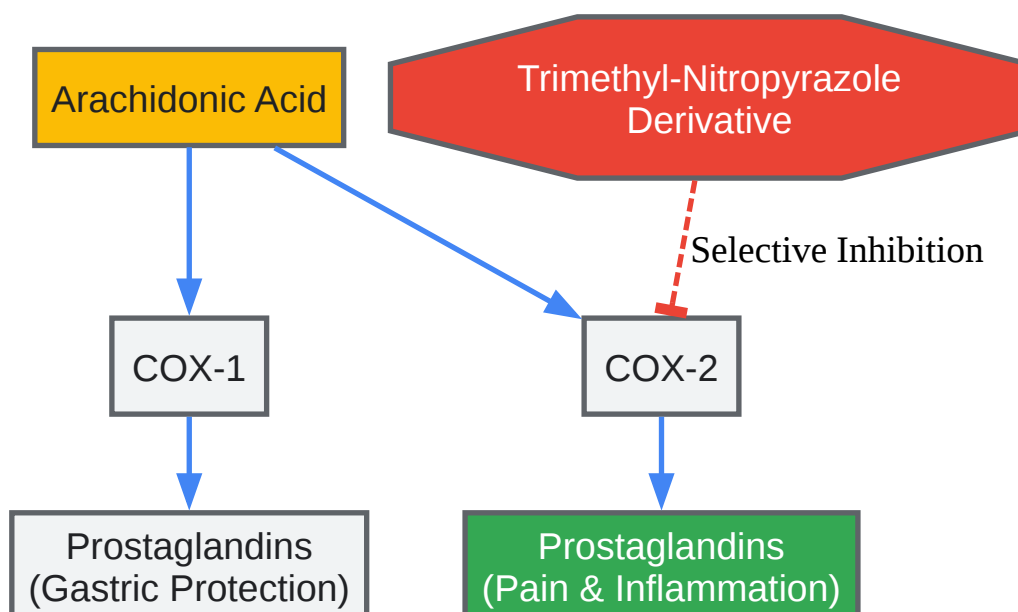 Arachidonic Acid
Trimethyl-Nitropyrazole
Derivative
Selective Inhibition
COX-1
COX-2
Prostaglandins
(Gastric Protection)
Prostaglandins
(Pain & Inflammation)